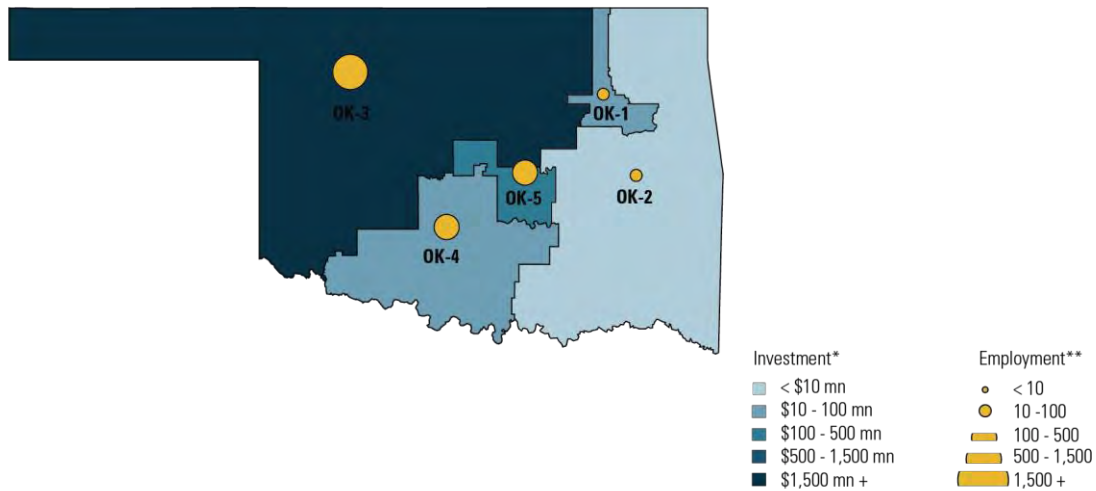 OK-3
OK-1
OK-2
OK-5
OK-4
Investment*
< $10 mn
$10 - 100 mn
$100 - 500 mn
$500 - 1,500 mn
$1,500 mn +
Employment**
< 10
10 -100
100 - 500
500 - 1,500
1,500 +